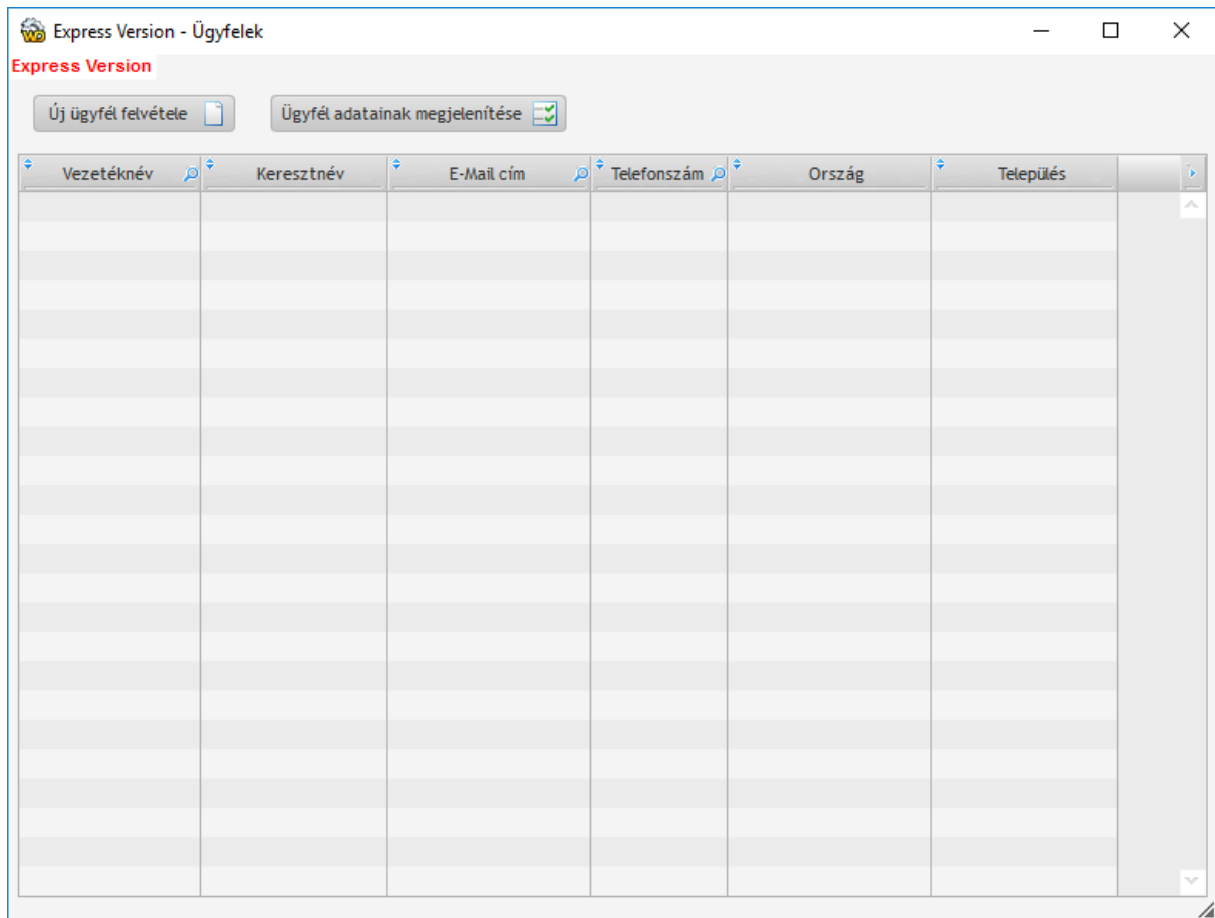 Express Version - Ügyfelek
Express Version
Új ügyfél felvétele Ügyfél adatainak megjelenítése
Vezetéknév Keresztnév E-Mail cím Telefonszám Ország Település